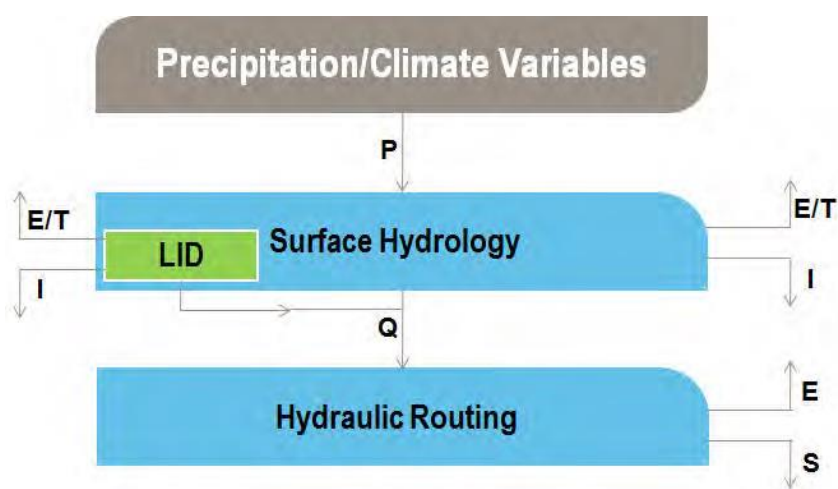 Precipitation/Climate Variables
P
E/T
E/T
LID
Surface Hydrology
I
I
Q
E
Hydraulic Routing
S